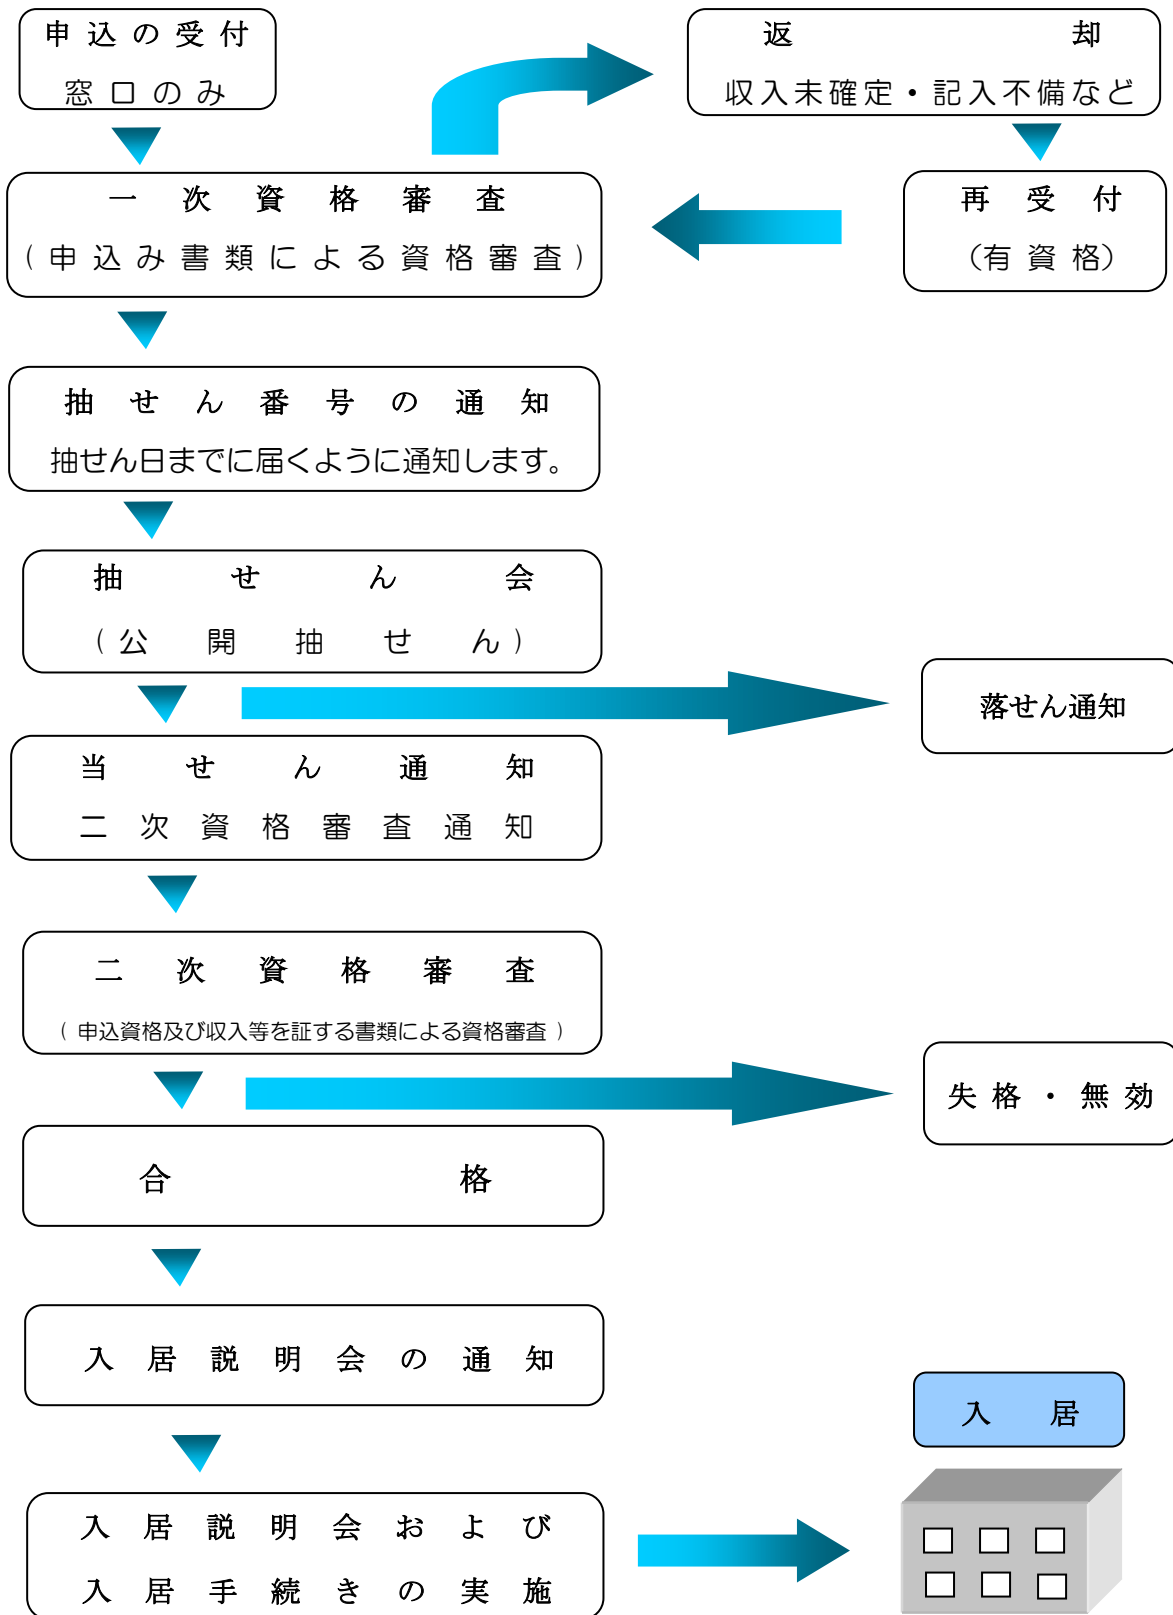 申込の受付
窓口のみ
返却
収入未確定・記入不備など
一次資格審査
(申込み書類による資格審査)
再受付
(有資格)
抽せん番号の通知
抽せん日までに届くように通知します。
抽せん会
(公開抽せん)
落せん通知
当せん通知
二次資格審査通知
二次資格審査
(申込資格及び収入等を証する書類による資格審査)
失格・無効
合格
入居説明会の通知
入居
入居説明会および
入居手続きの実施